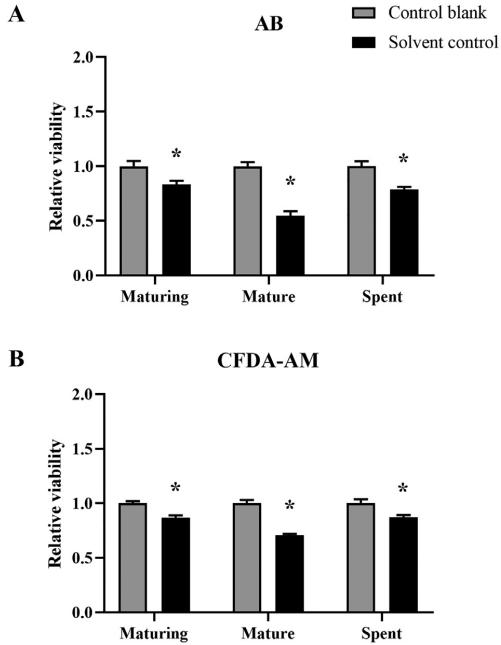 A
AB
Control blank
Solvent control
Relative viability
2.0
1.5
1.0
0.5
0.0
*
*
*
Maturing Mature Spent
B
CFDA-AM
Relative viability
2.0
1.5
1.0
0.5
0.0
*
*
*
Maturing Mature Spent